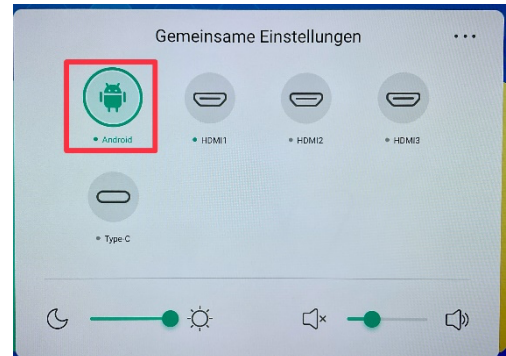 Gemeinsame Einstellungen
Android
HDMI1
HDMI2
HDMI3
Type-C